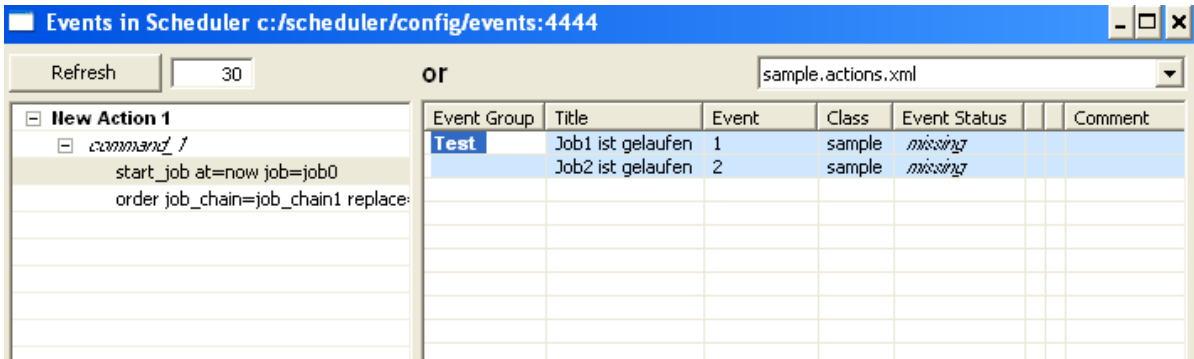 Events in Scheduler c:/scheduler/config/events:4444
Refresh 30 or sample.actions.xml
New Action 1
command_1
start_job at=now job=job0
order job_chain=job_chain1 replace=
Event Group Title Event Class Event Status Comment
Test Job1 ist gelaufen 1 sample missing
Job2 ist gelaufen 2 sample missing